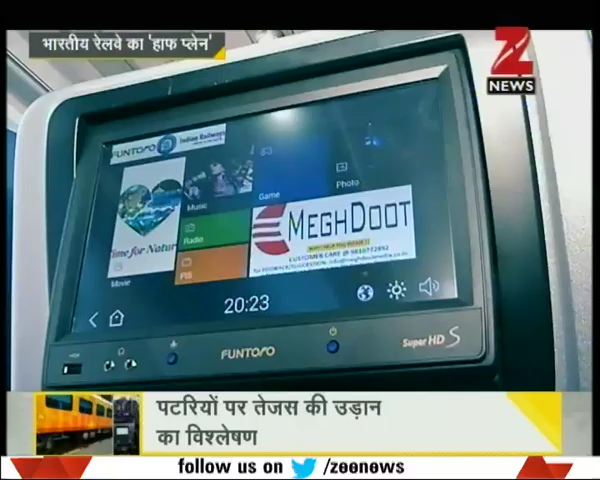 भारतीय रेलवे का 'हाफ प्लेन'
Z
NEWS
FUNTORO
Indian Railways
Music
Game
Photo
Time for Nature
Movie
Radio
PIS
MEGHDOOT
20:23
FUNTORO
Super HD S
पटरियों पर तेजस की उड़ान
का विश्लेषण
follow us on /zeenews